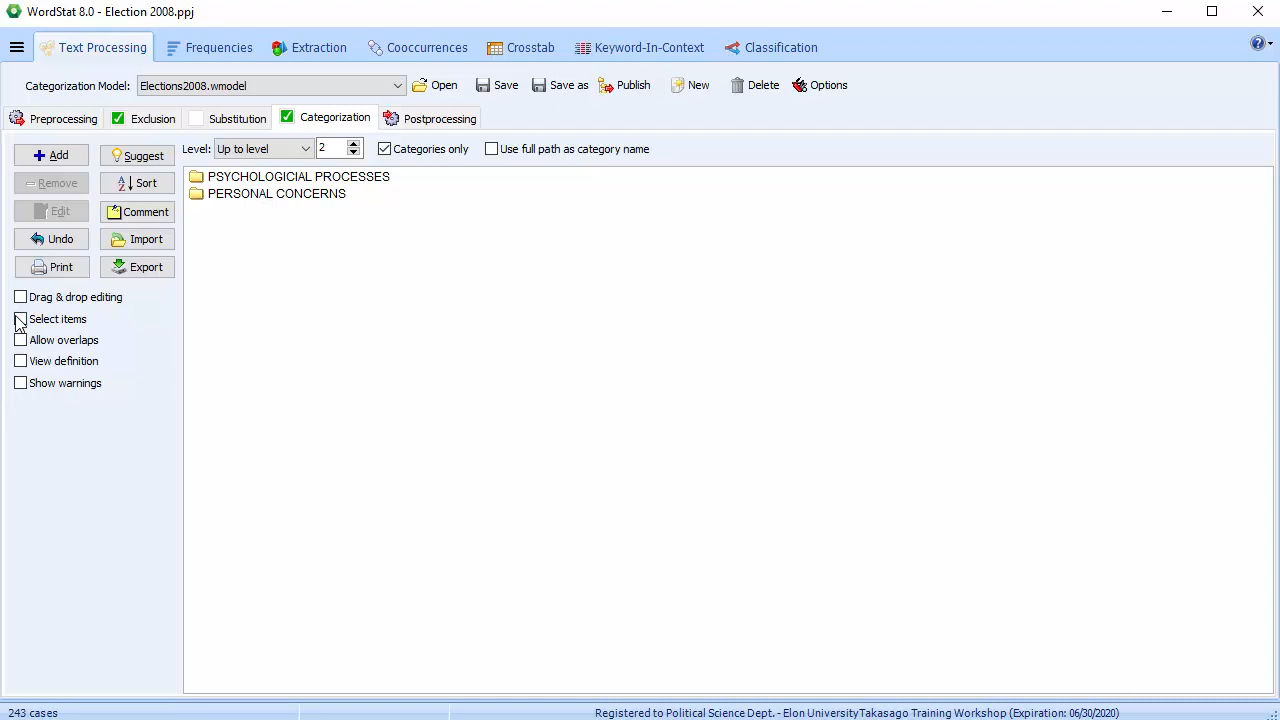 WordStat 8.0 - Election 2008.ppj
Text Processing Frequencies Extraction Cooccurrences Crosstab Keyword-In-Context Classification
Categorization Model: Elections2008.wmodel Open Save Save as Publish New Delete Options
Preprocessing Exclusion Substitution Categorization Postprocessing
Add Suggest Level: Up to level 2 Categories only Use full path as category name
Remove Sort PSYCHOLOGICIAL PROCESSES
PERSONAL CONCERNS
Edit Comment
Undo Import
Print Export
Drag & drop editing
Select items
Allow overlaps
View definition
Show warnings
243 cases Registered to Political Science Dept. - Elon UniversityTakasago Training Workshop (Expiration: 06/30/2020)